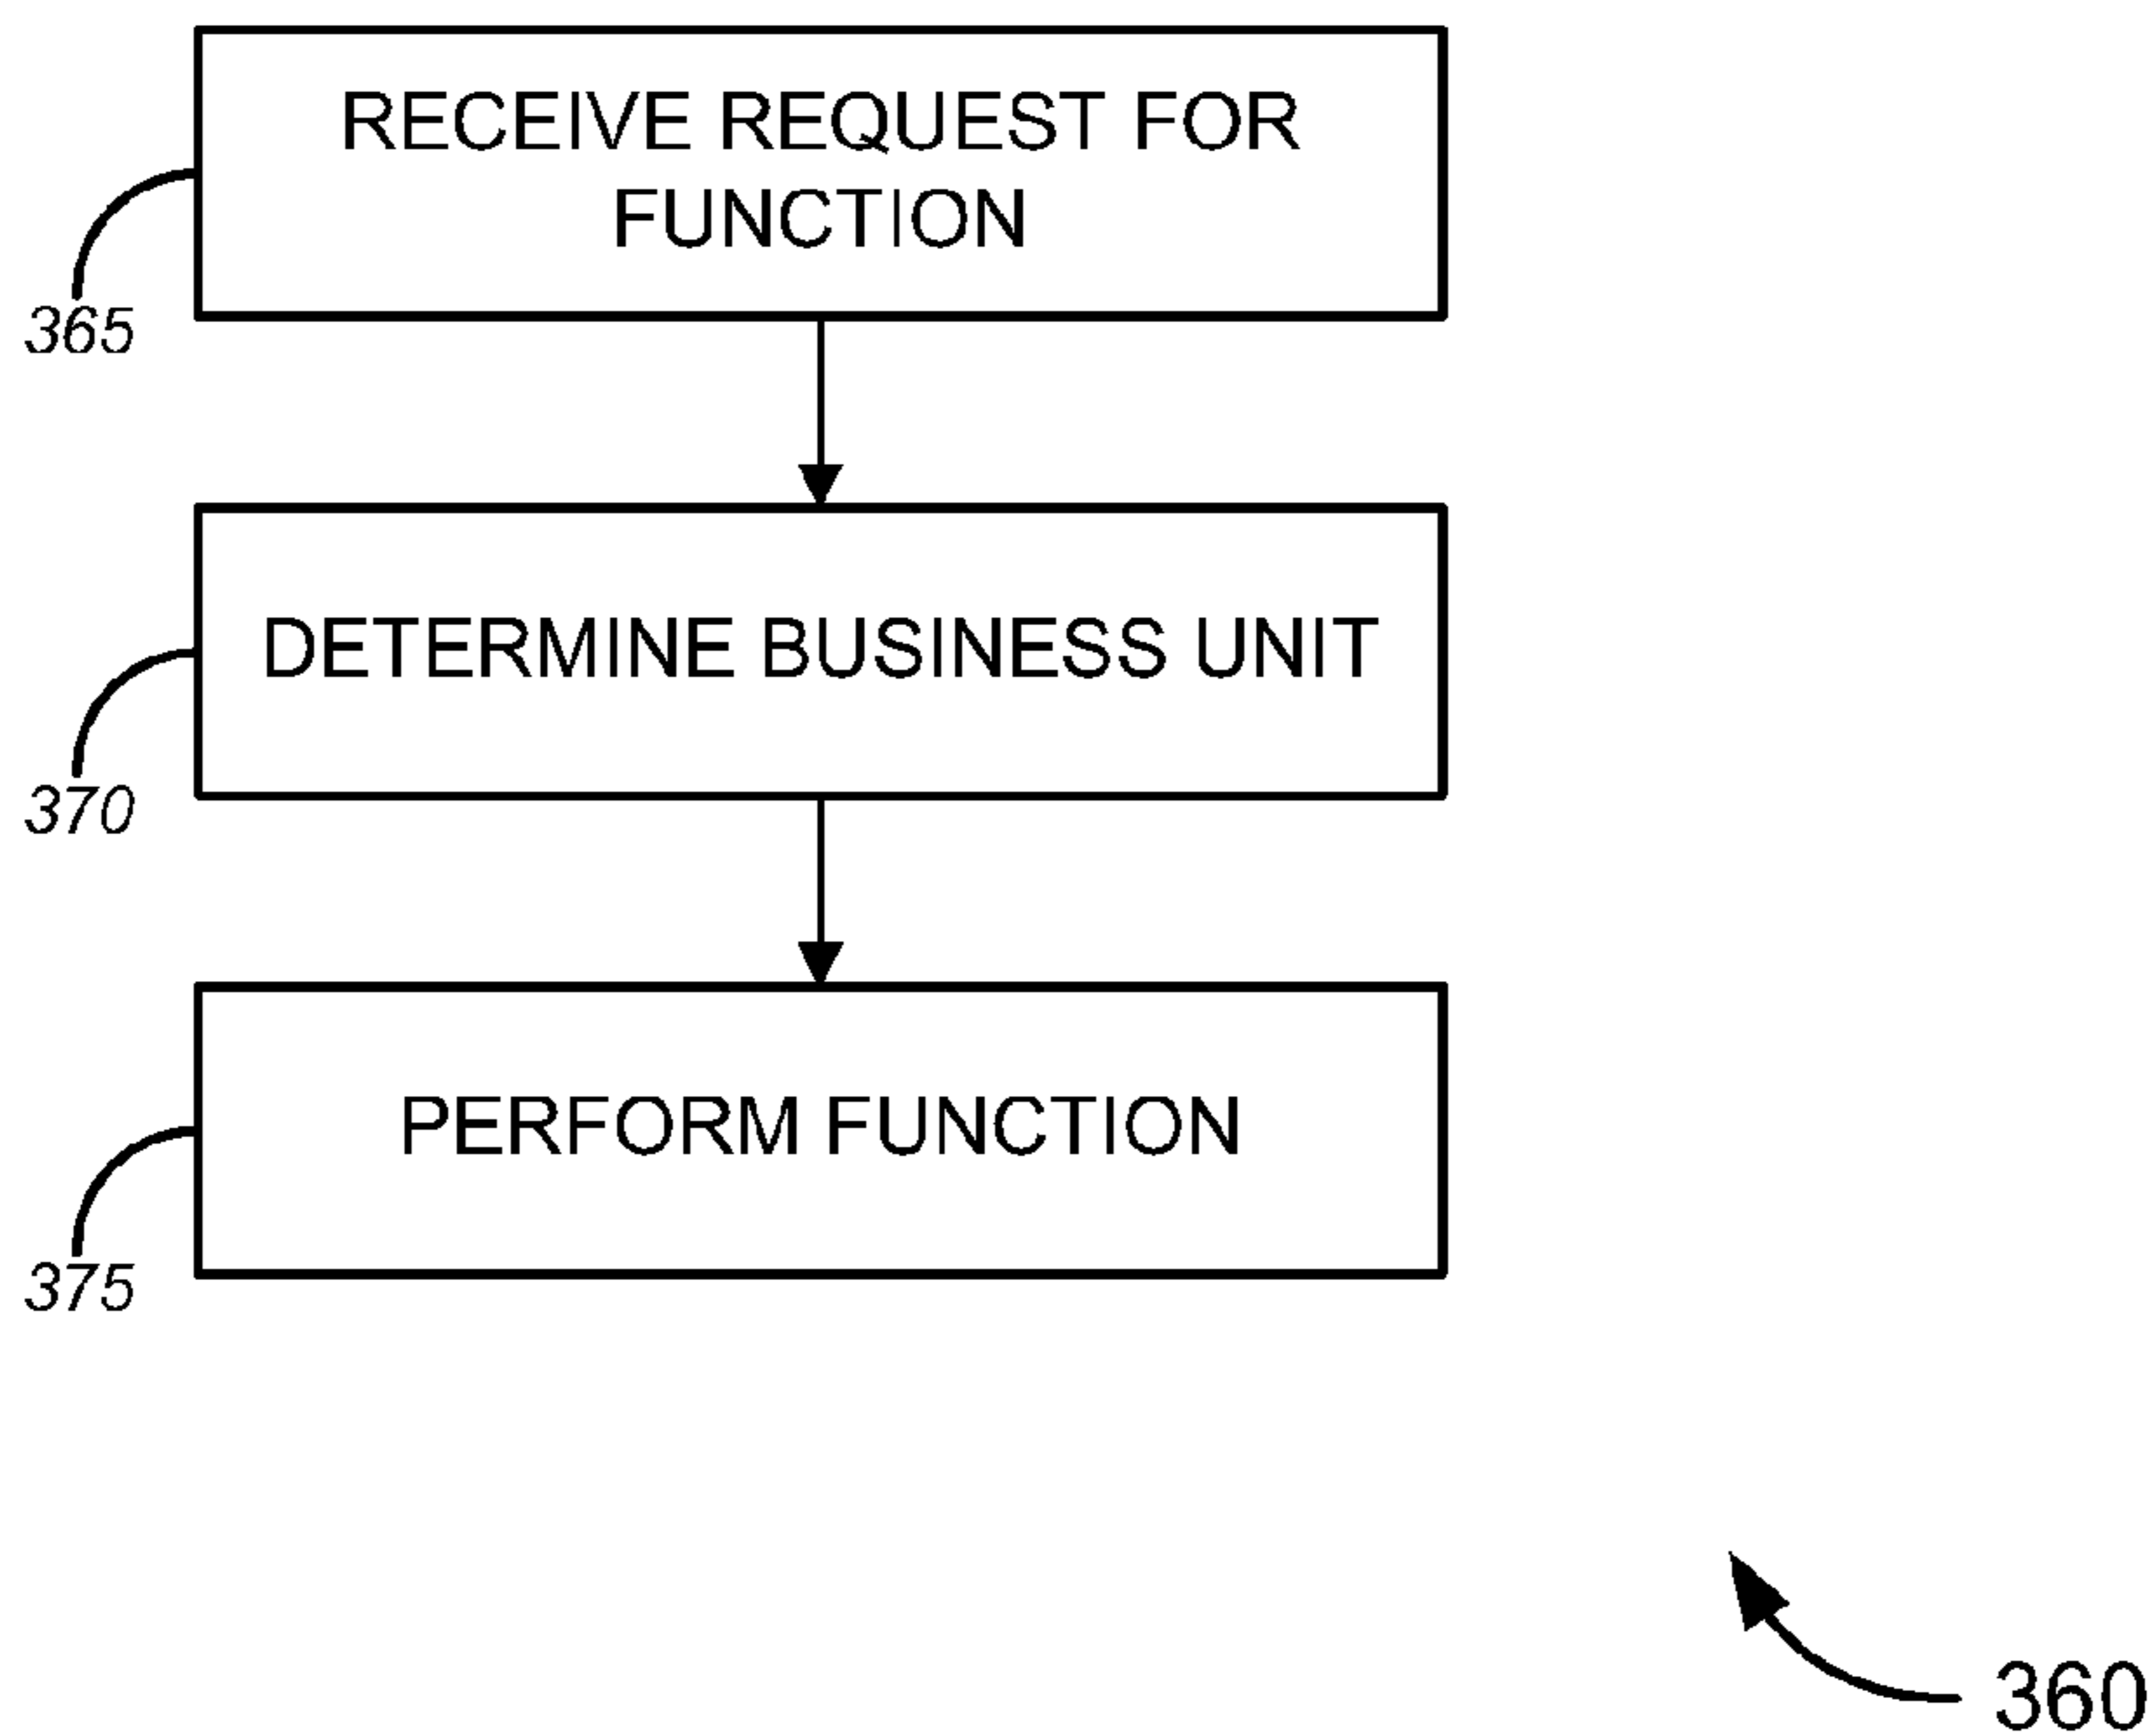 RECEIVE REQUEST FOR
FUNCTION
365
DETERMINE BUSINESS UNIT
370
PERFORM FUNCTION
375
360